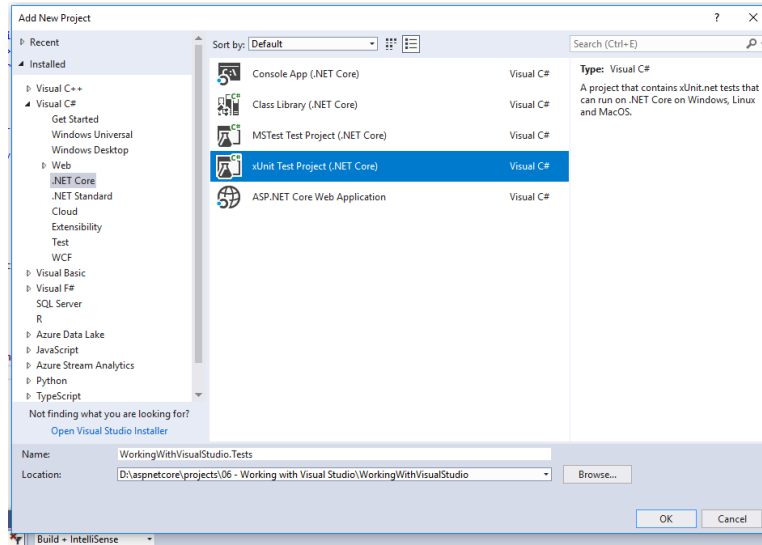 Add New Project
? X
Recent
Installed
Visual C++
Visual C#
Get Started
Windows Universal
Windows Desktop
Web
.NET Core
.NET Standard
Cloud
Extensibility
Test
WCF
Visual Basic
Visual F#
SQL Server
R
Azure Data Lake
JavaScript
Azure Stream Analytics
Python
TypeScript
Not finding what you are looking for?
Open Visual Studio Installer
Sort by: Default
Console App (.NET Core) Visual C#
Class Library (.NET Core) Visual C#
MSTest Test Project (.NET Core) Visual C#
xUnit Test Project (.NET Core) Visual C#
ASP.NET Core Web Application Visual C#
Search (Ctrl+E)
Type: Visual C#
A project that contains xUnit.net tests that
can run on .NET Core on Windows, Linux
and MacOS.
Name: WorkingWithVisualStudio.Tests
Location: D:\aspnetcore\projects\06 - Working with Visual Studio\WorkingWithVisualStudio
Browse...
OK Cancel
Build + IntelliSense